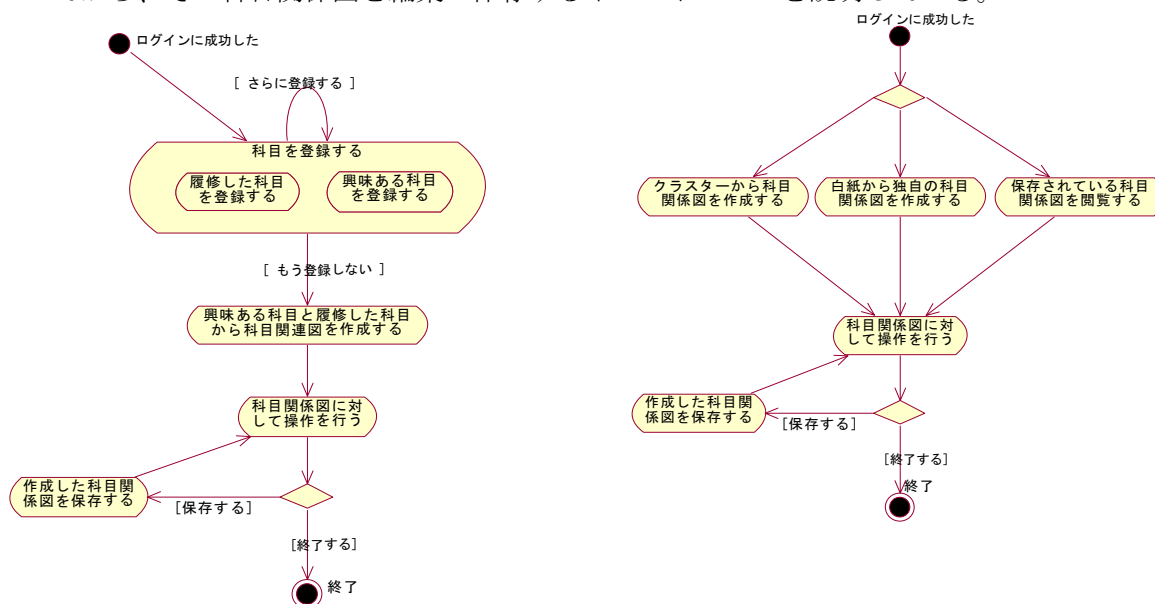 ログインに成功した
[ さらに登録する ]
科目を登録する
履修した科目
を登録する
興味ある科目
を登録する
[ もう登録しない ]
興味ある科目と履修した科目
から科目関連図を作成する
科目関係図に対
して操作を行う
作成した科目関
係図を保存する
[保存する]
[終了する]
終了
ログインに成功した
クラスターから科目
関係図を作成する
白紙から独自の科目
関係図を作成する
保存されている科目
関係図を閲覧する
科目関係図に対
して操作を行う
作成した科目関
係図を保存する
[保存する]
[終了する]
終了